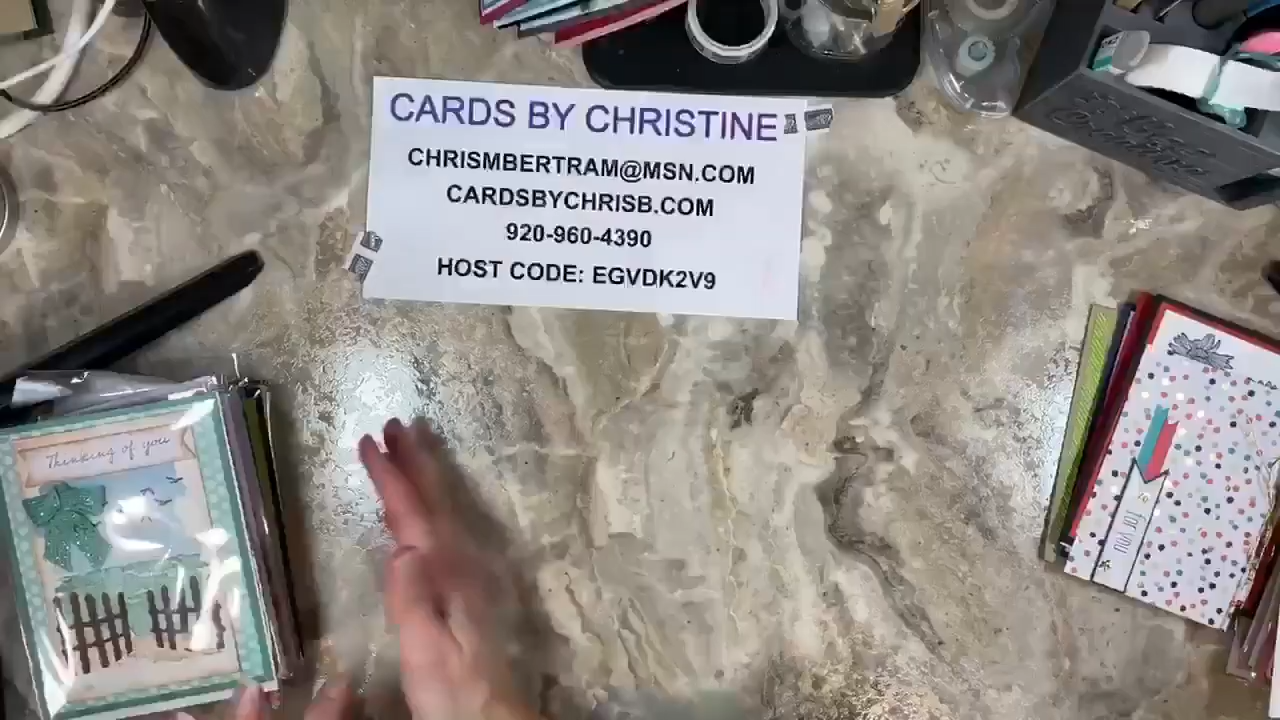 CARDS BY CHRISTINE
CHRISMBERTRAM@MSN.COM
CARDSBYCHRISB.COM
920-960-4390
HOST CODE: EGVDK2V9
Thinking of you
for you